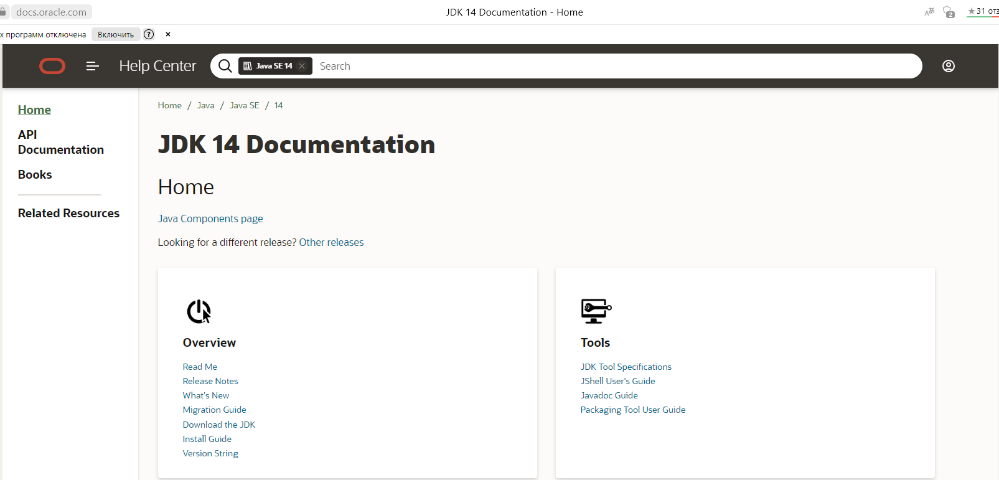 docs.oracle.com
JDK 14 Documentation - Home
2
31 отз
х программ отключена
Включить
?
Help Center
Java SE 14
Search
Home
API
Documentation
Books
Related Resources
Home / Java / Java SE / 14
JDK 14 Documentation
Home
Java Components page
Looking for a different release? Other releases
Overview
Read Me
Release Notes
What's New
Migration Guide
Download the JDK
Install Guide
Version String
Tools
JDK Tool Specifications
JShell User's Guide
Javadoc Guide
Packaging Tool User Guide